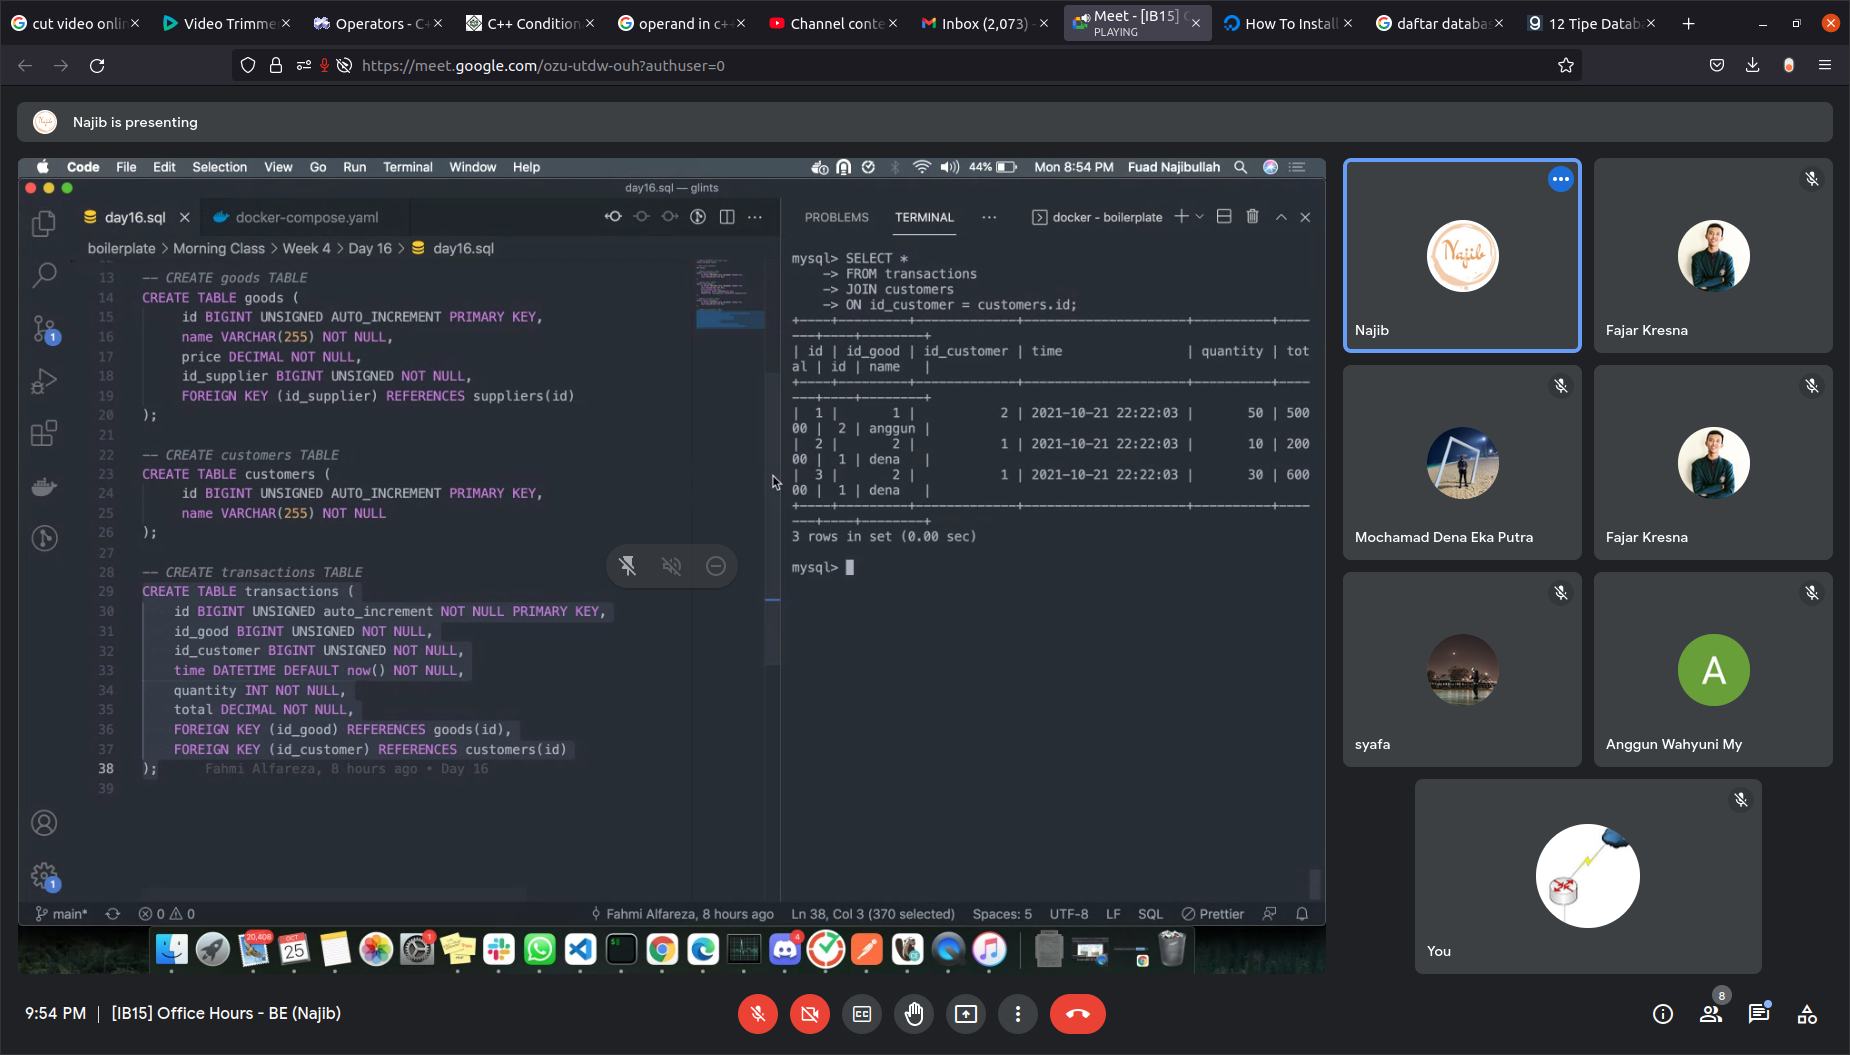 cut video onlin
Video Trimme
Operators - C+
C++ Condition
operand in c++
Channel conte
Inbox (2,073) -
Meet - [IB15] O
PLAYING
How To Install
daftar databas
12 Tipe Datab
https://meet.google.com/ozu-utdw-ouh?authuser=0
Najib is presenting
Code File Edit Selection View Go Run Terminal Window Help
44% Mon 8:54 PM Fuad Najibullah
day16.sql — glints
day16.sql
docker-compose.yaml
boilerplate > Morning Class > Week 4 > Day 16 > day16.sql
13 -- CREATE goods TABLE
14 CREATE TABLE goods (
15 id BIGINT UNSIGNED AUTO_INCREMENT PRIMARY KEY,
16 name VARCHAR(255) NOT NULL,
17 price DECIMAL NOT NULL,
18 id_supplier BIGINT UNSIGNED NOT NULL,
19 FOREIGN KEY (id_supplier) REFERENCES suppliers(id)
20 );
21
22 -- CREATE customers TABLE
23 CREATE TABLE customers (
24 id BIGINT UNSIGNED AUTO_INCREMENT PRIMARY KEY,
25 name VARCHAR(255) NOT NULL
26 );
27
28 -- CREATE transactions TABLE
29 CREATE TABLE transactions (
30 id BIGINT UNSIGNED auto_increment NOT NULL PRIMARY KEY,
31 id_good BIGINT UNSIGNED NOT NULL,
32 id_customer BIGINT UNSIGNED NOT NULL,
33 time DATETIME DEFAULT now() NOT NULL,
34 quantity INT NOT NULL,
35 total DECIMAL NOT NULL,
36 FOREIGN KEY (id_good) REFERENCES goods(id),
37 FOREIGN KEY (id_customer) REFERENCES customers(id)
38 ); Fahmi Alfareza, 8 hours ago • Day 16
39
PROBLEMS TERMINAL ··· docker - boilerplate
mysql> SELECT *
-> FROM transactions
-> JOIN customers
-> ON id_customer = customers.id;
| id | id_good | id_customer | time | quantity | tot
al | id | name |
| 1 | 1 | 2 | 2021-10-21 22:22:03 | 50 | 500
00 | 2 | anggun |
| 2 | 2 | 1 | 2021-10-21 22:22:03 | 10 | 200
00 | 1 | dena |
| 3 | 2 | 1 | 2021-10-21 22:22:03 | 30 | 600
00 | 1 | dena |
3 rows in set (0.00 sec)
mysql>
1
1
main* 0 0 Fahmi Alfareza, 8 hours ago Ln 38, Col 3 (370 selected) Spaces: 5 UTF-8 LF SQL Prettier
20,408
OCT
25
1
4
Najib
Najib
Fajar Kresna
Mochamad Dena Eka Putra
Fajar Kresna
syafa
A
Anggun Wahyuni My
You
9:54 PM | [IB15] Office Hours - BE (Najib)
8